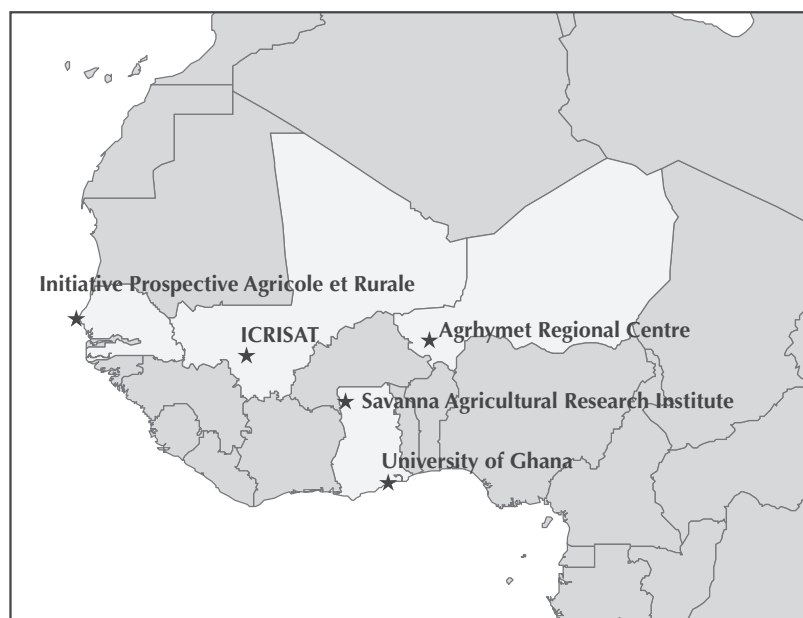 Initiative Prospective Agricole et Rurale
ICRISAT
Agrhymet Regional Centre
Savanna Agricultural Research Institute
University of Ghana